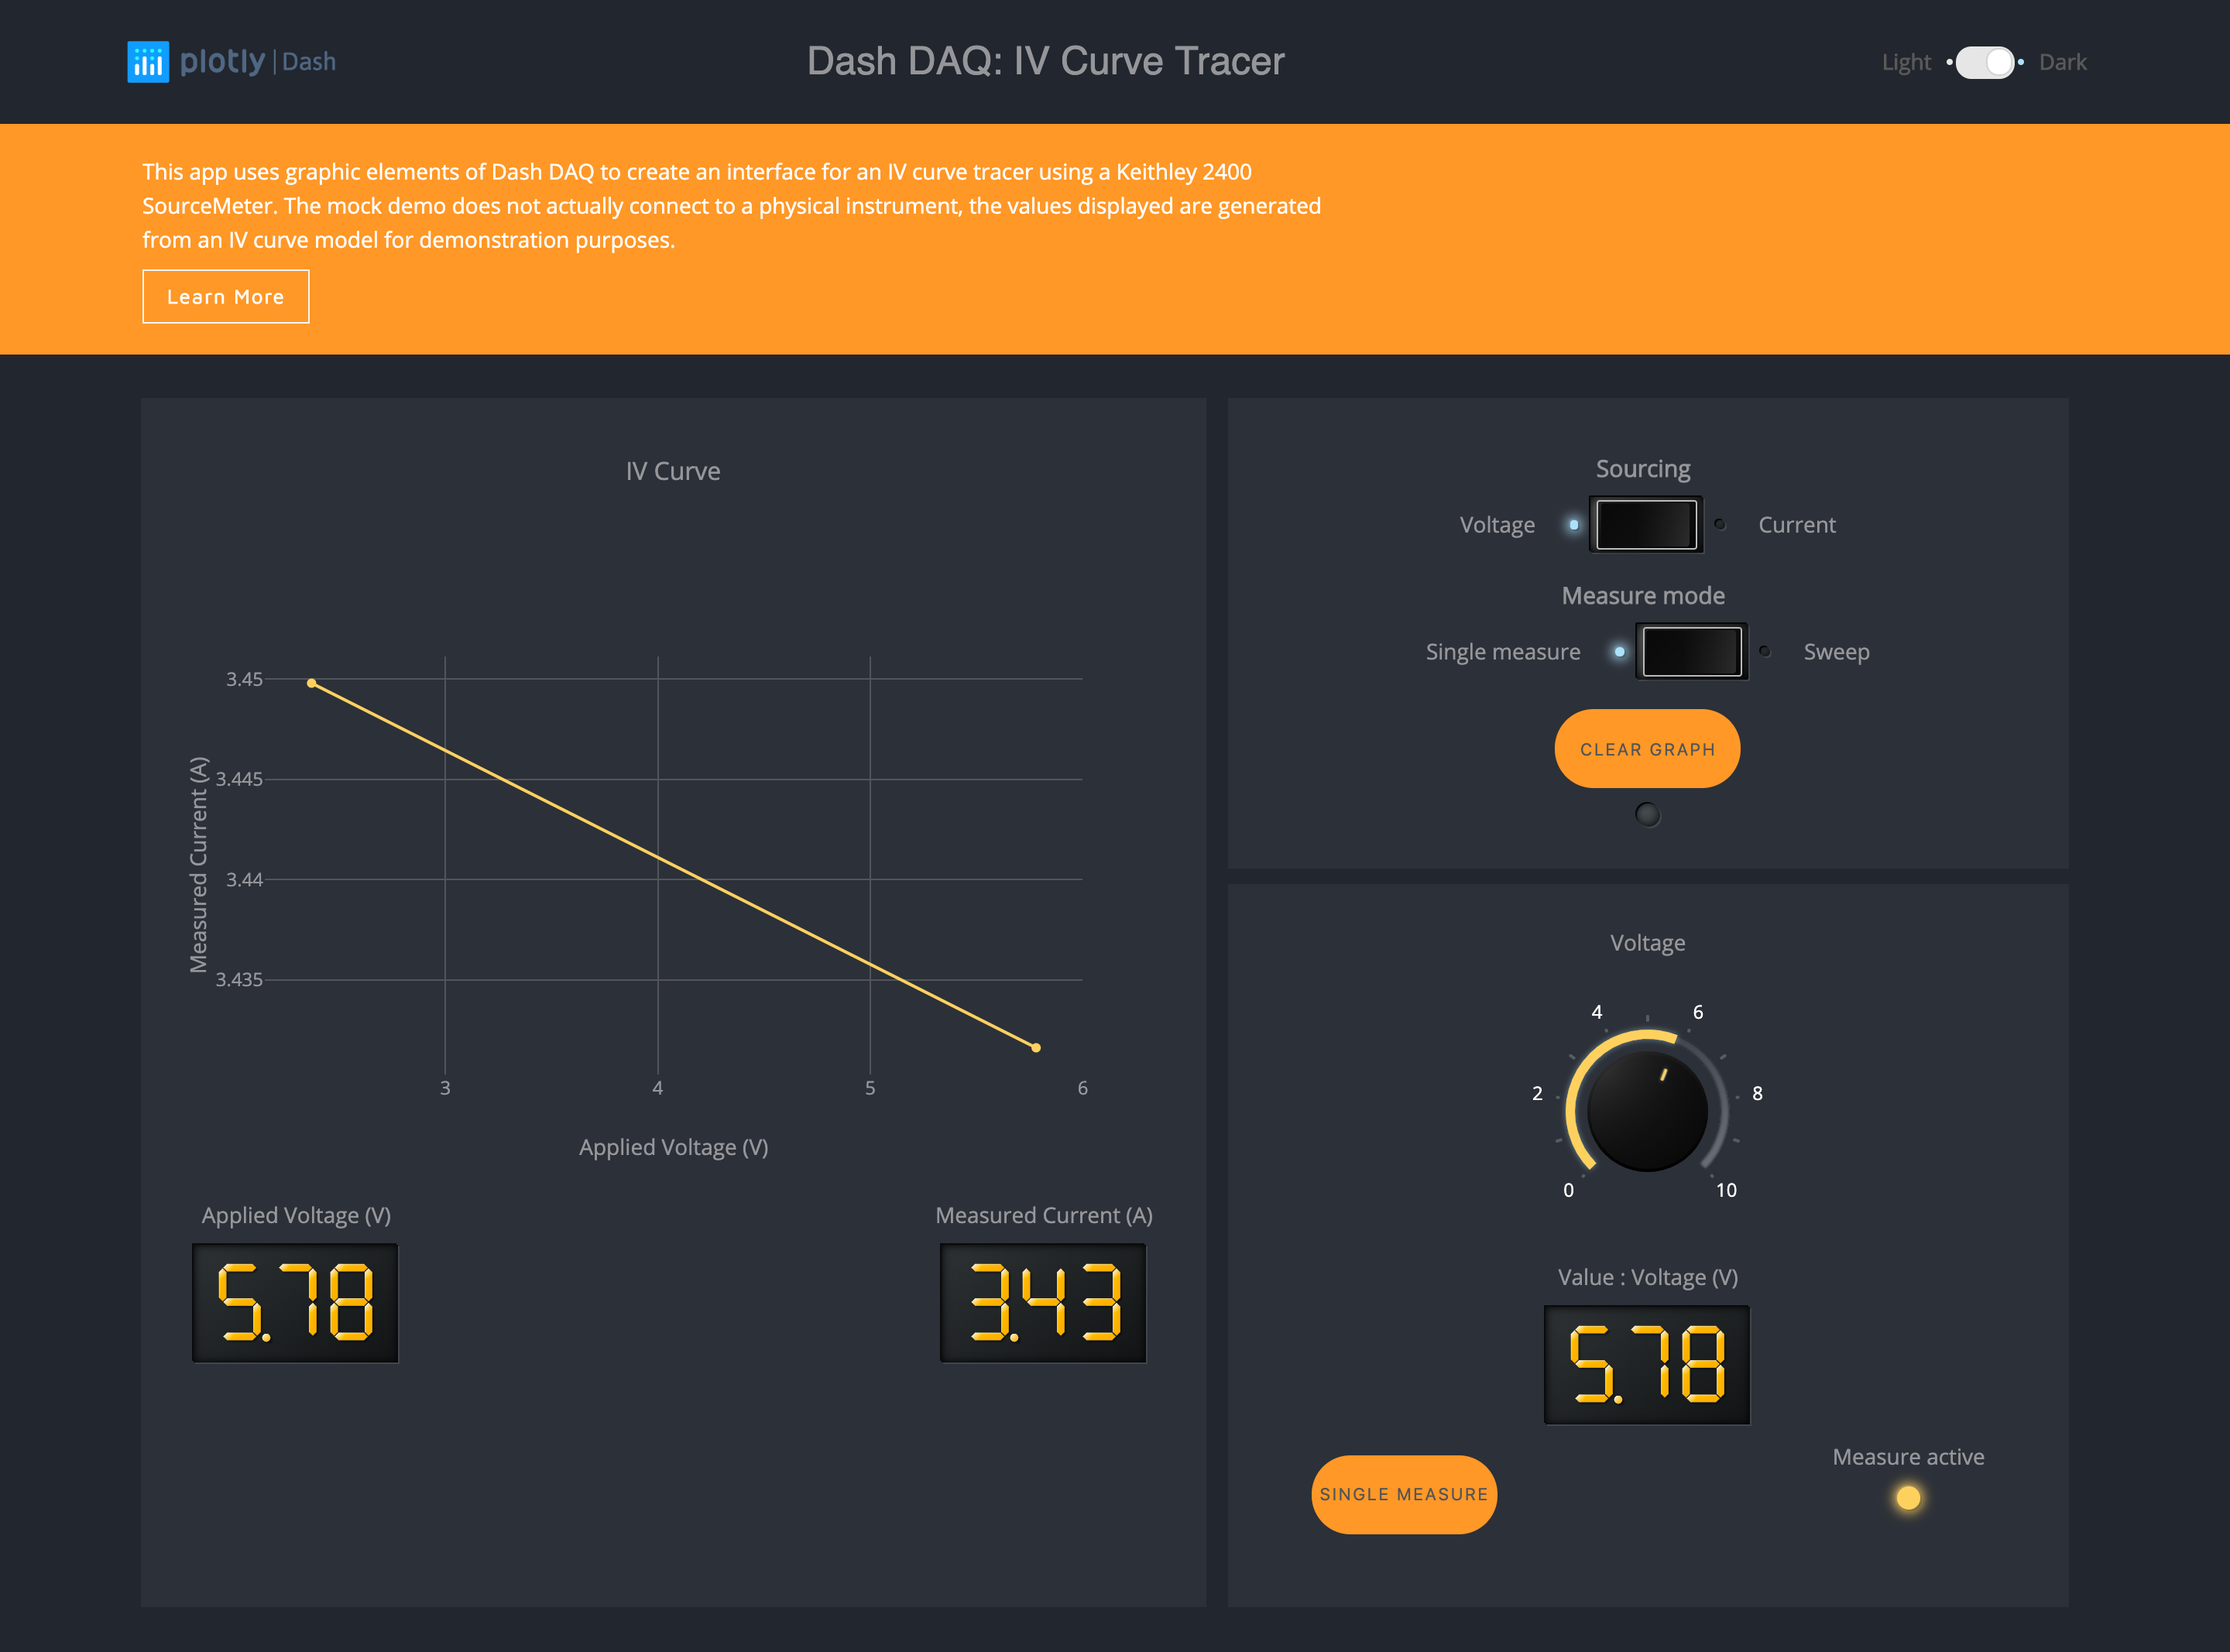 plotly | Dash
Dash DAQ: IV Curve Tracer
Light
Dark
This app uses graphic elements of Dash DAQ to create an interface for an IV curve tracer using a Keithley 2400
SourceMeter. The mock demo does not actually connect to a physical instrument, the values displayed are generated
from an IV curve model for demonstration purposes.
Learn More
IV Curve
3.45
3.445
3.44
3.435
Measured Current (A)
3
4
5
6
Applied Voltage (V)
Applied Voltage (V)
5.78
Measured Current (A)
3.43
Sourcing
Voltage
Current
Measure mode
Single measure
Sweep
CLEAR GRAPH
Voltage
0
2
4
6
8
10
Value : Voltage (V)
5.78
SINGLE MEASURE
Measure active